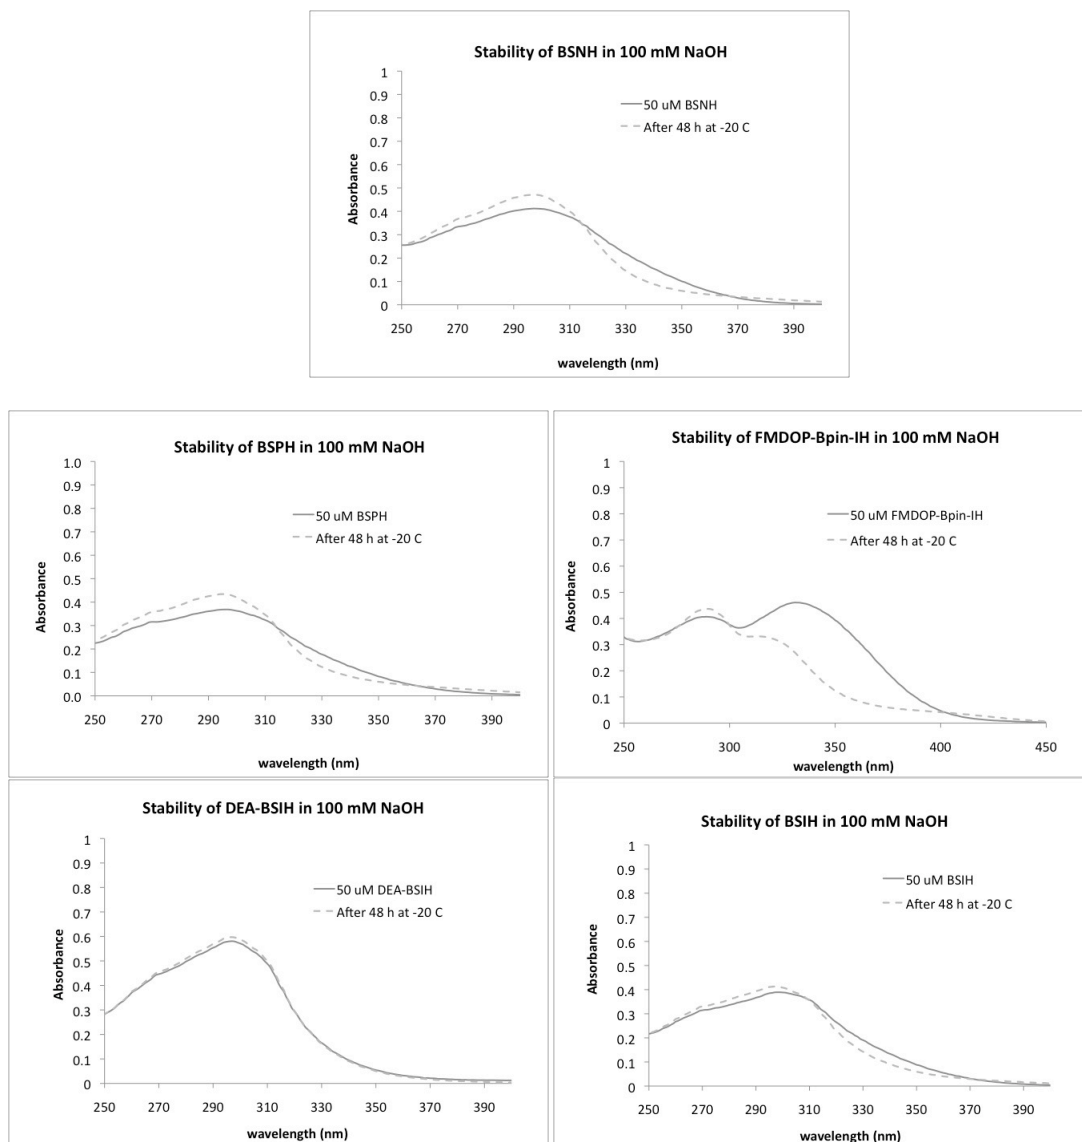 Stability of BSNH in 100 mM NaOH
1
0.9
0.8
0.7
0.6
0.5
0.4
0.3
0.2
0.1
0
Absorbance
50 uM BSNH
After 48 h at -20 C
250 270 290 310 330 350 370 390
wavelength (nm)
Stability of BSPH in 100 mM NaOH
1.0
0.9
0.8
0.7
0.6
0.5
0.4
0.3
0.2
0.1
0.0
Absorbance
50 uM BSPH
After 48 h at -20 C
250 270 290 310 330 350 370 390
wavelength (nm)
Stability of FMDOP-Bpin-IH in 100 mM NaOH
1
0.9
0.8
0.7
0.6
0.5
0.4
0.3
0.2
0.1
0
Absorbance
50 uM FMDOP-Bpin-IH
After 48 h at -20 C
250 300 350 400 450
wavelength (nm)
Stability of DEA-BSIH in 100 mM NaOH
1
0.9
0.8
0.7
0.6
0.5
0.4
0.3
0.2
0.1
0
Absorbance
50 uM DEA-BSIH
After 48 h at -20 C
250 270 290 310 330 350 370 390
wavelength (nm)
Stability of BSIH in 100 mM NaOH
1
0.9
0.8
0.7
0.6
0.5
0.4
0.3
0.2
0.1
0
Absorbance
50 uM BSIH
After 48 h at -20 C
250 270 290 310 330 350 370 390
wavelength (nm)